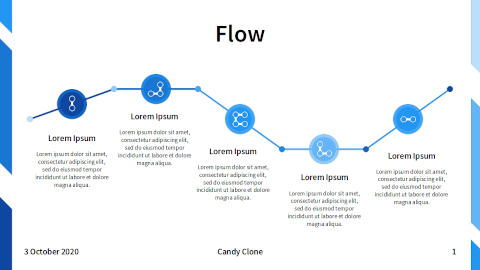 Flow
Lorem Ipsum
Lorem ipsum dolor sit amet,
consectetur adipiscing elit,
sed do eiusmod tempor
incididunt ut labore et dolore
magna aliqua.
Lorem Ipsum
Lorem ipsum dolor sit amet,
consectetur adipiscing elit,
sed do eiusmod tempor
incididunt ut labore et dolore
magna aliqua.
Lorem Ipsum
Lorem ipsum dolor sit amet,
consectetur adipiscing elit,
sed do eiusmod tempor
incididunt ut labore et dolore
magna aliqua.
Lorem Ipsum
Lorem ipsum dolor sit amet,
consectetur adipiscing elit,
sed do eiusmod tempor
incididunt ut labore et dolore
magna aliqua.
Lorem Ipsum
Lorem ipsum dolor sit amet,
consectetur adipiscing elit,
sed do eiusmod tempor
incididunt ut labore et dolore
magna aliqua.
3 October 2020
Candy Clone
1